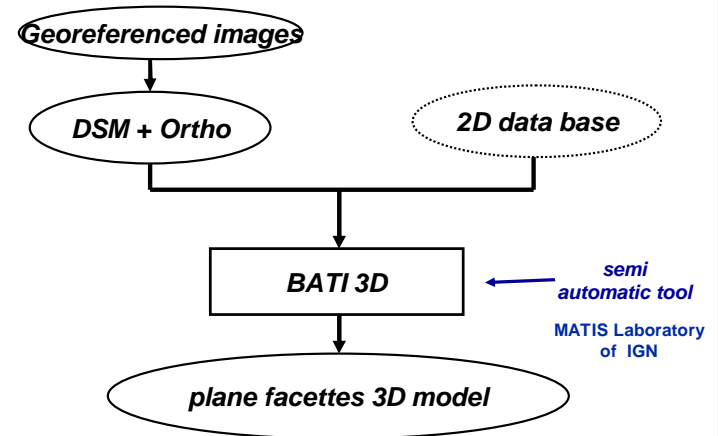 Georeferenced images
DSM + Ortho
2D data base
BATI 3D
semi
automatic tool
MATIS Laboratory
of IGN
plane facettes 3D model